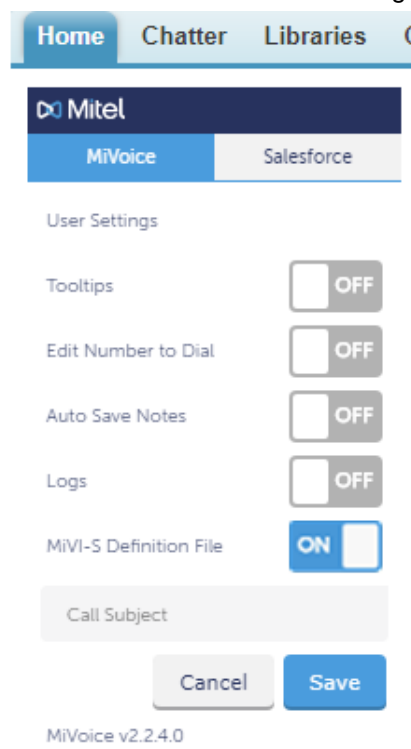 Home Chatter Libraries
Mitel
MiVoice Salesforce
User Settings
Tooltips OFF
Edit Number to Dial OFF
Auto Save Notes OFF
Logs OFF
MiVI-S Definition File ON
Call Subject
Cancel Save
MiVoice v2.2.4.0